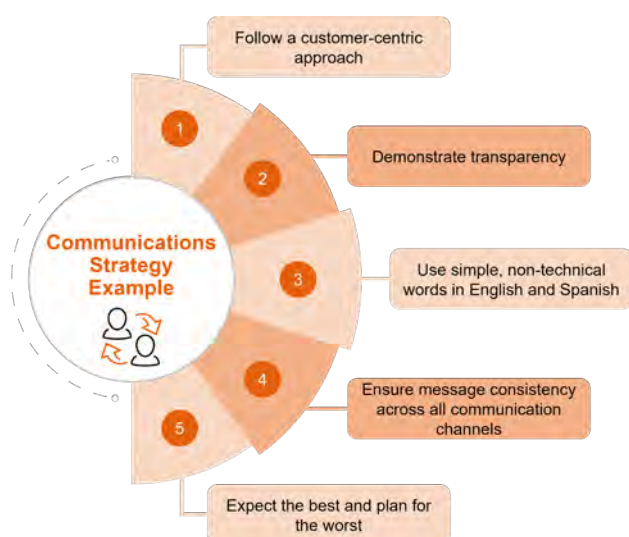 Follow a customer-centric
approach
1
2
Demonstrate transparency
Communications
Strategy
Example
3
Use simple, non-technical
words in English and Spanish
4
Ensure message consistency
across all communication
channels
5
Expect the best and plan for
the worst